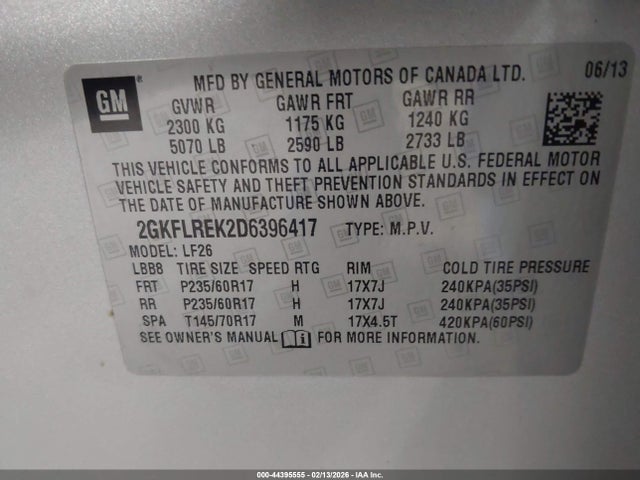 GM
MFD BY GENERAL MOTORS OF CANADA LTD. 06/13
GVWR GAWR FRT GAWR RR
2300 KG 1175 KG 1240 KG
5070 LB 2590 LB 2733 LB
THIS VEHICLE CONFORMS TO ALL APPLICABLE U.S. FEDERAL MOTOR
VEHICLE SAFETY AND THEFT PREVENTION STANDARDS IN EFFECT ON
THE DATE OF MANUFACTURE SHOWN ABOVE.
2GKFLREK2D6396417 TYPE: M.P.V.
MODEL: LF26
LBB8 TIRE SIZE SPEED RTG RIM COLD TIRE PRESSURE
FRT P235/60R17 H 17X7J 240KPA(35PSI)
RR P235/60R17 H 17X7J 240KPA(35PSI)
SPA T145/70R17 M 17X4.5T 420KPA(60PSI)
SEE OWNER'S MANUAL FOR MORE INFORMATION.
000-44395555 - 02/13/2026 - IAA Inc.